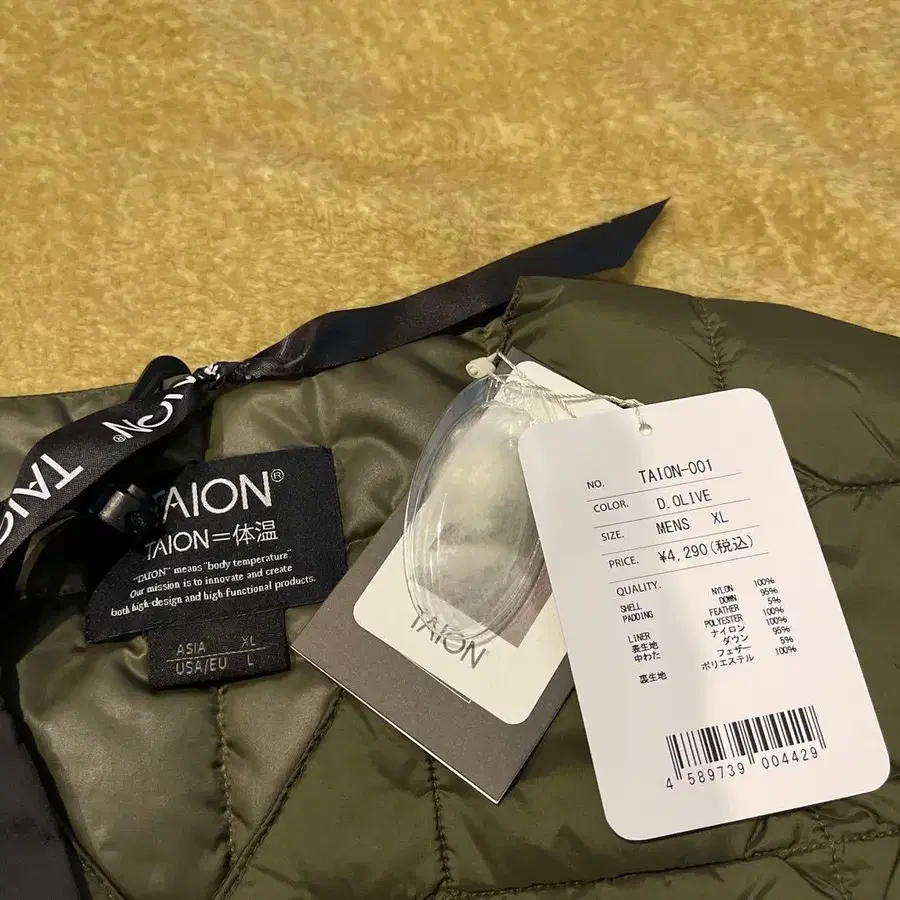 TAION®
TAION
TAION®
TAION=体温
"TAION" means "body temperature"
Our mission is to innovate and create
both high-design and high-functional products.
ASIA XL
USA/EU L
TAION
NO. TAION-001
COLOR. D.OLIVE
SIZE. MENS XL
PRICE. ¥4,290(税込)
QUALITY.
SHELL NYLON 100%
PADDING DOWN 95%
FEATHER 5%
LINER POLYESTER 100%
表生地 ナイロン 100%
中わた ダウン 95%
フェザー 5%
裏生地 ポリエステル 100%
4 589739 004429